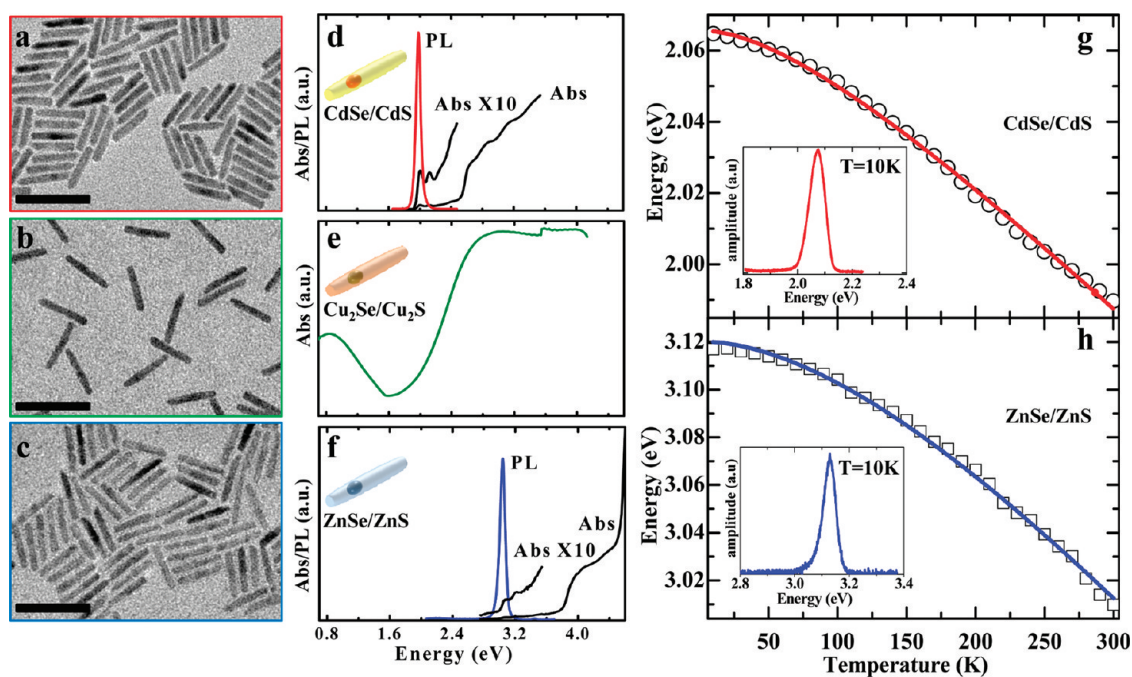 a
b
c
d
PL
CdSe/CdS
Abs X10
Abs
Abs/PL (a.u.)
e
Cu₂Se/Cu₂S
Abs (a.u.)
f
PL
ZnSe/ZnS
Abs X10
Abs
Abs/PL (a.u.)
0.8 1.6 2.4 3.2 4.0
Energy (eV)
g
2.06
2.04
2.02
2.00
Energy (eV)
CdSe/CdS
T=10K
amplitude (a.u)
1.8 2.0 2.2 2.4
Energy (eV)
h
3.12
3.10
3.08
3.06
3.04
3.02
Energy (eV)
ZnSe/ZnS
T=10K
amplitude (a.u)
2.8 3.0 3.2 3.4
Energy (eV)
50 100 150 200 250 300
Temperature (K)